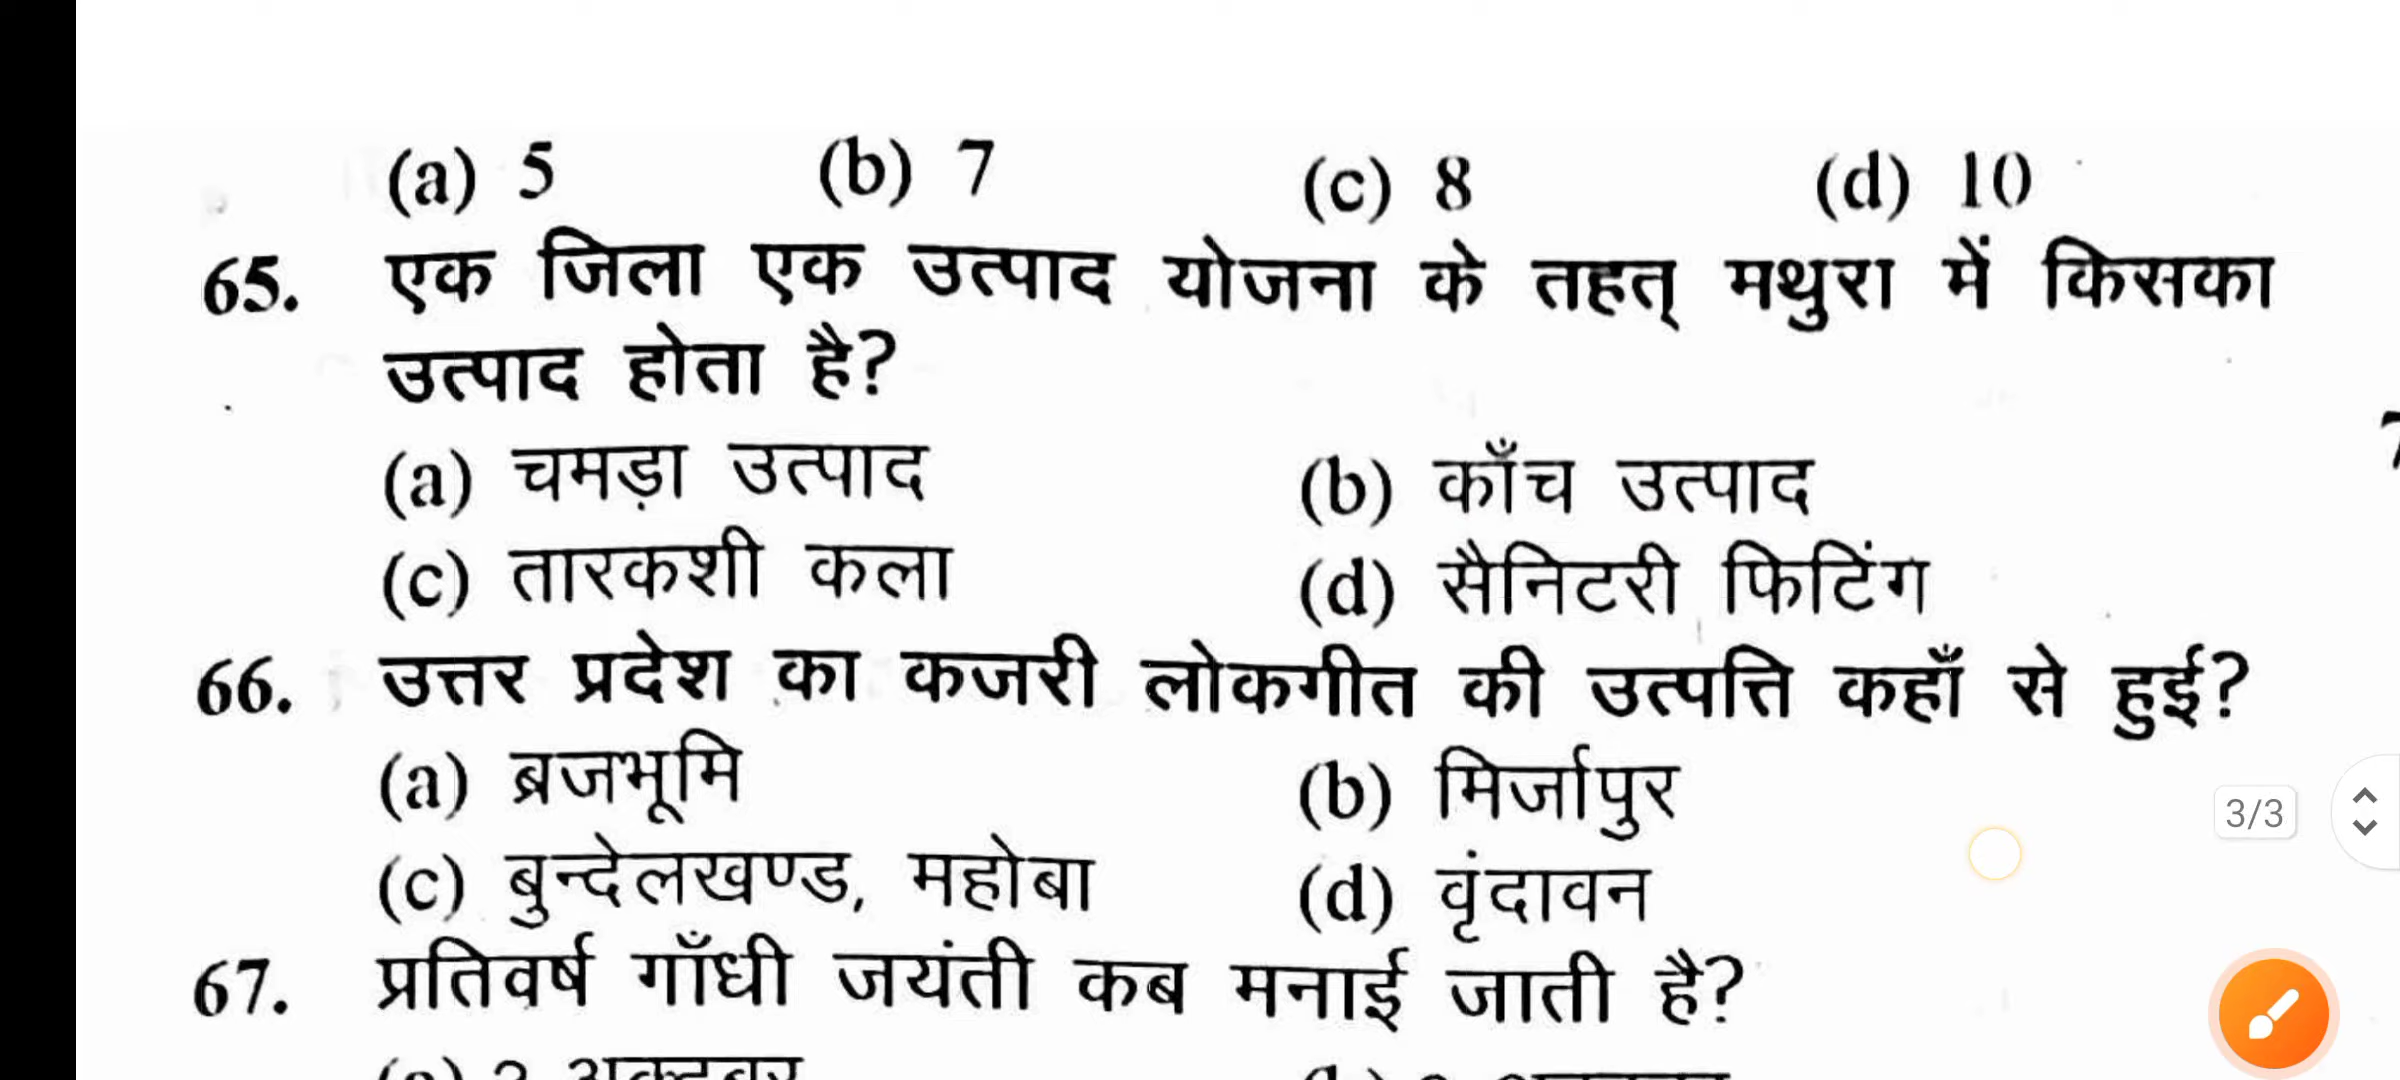 (a) 5 (b) 7 (c) 8 (d) 10
65. एक जिला एक उत्पाद योजना के तहत् मथुरा में किसका
उत्पाद होता है?
(a) चमड़ा उत्पाद (b) काँच उत्पाद
(c) तारकशी कला (d) सैनिटरी फिटिंग
66. उत्तर प्रदेश का कजरी लोकगीत की उत्पत्ति कहाँ से हुई?
(a) ब्रजभूमि (b) मिर्जापुर
(c) बुन्देलखण्ड, महोबा (d) वृंदावन
3/3
67. प्रतिवर्ष गाँधी जयंती कब मनाई जाती है?